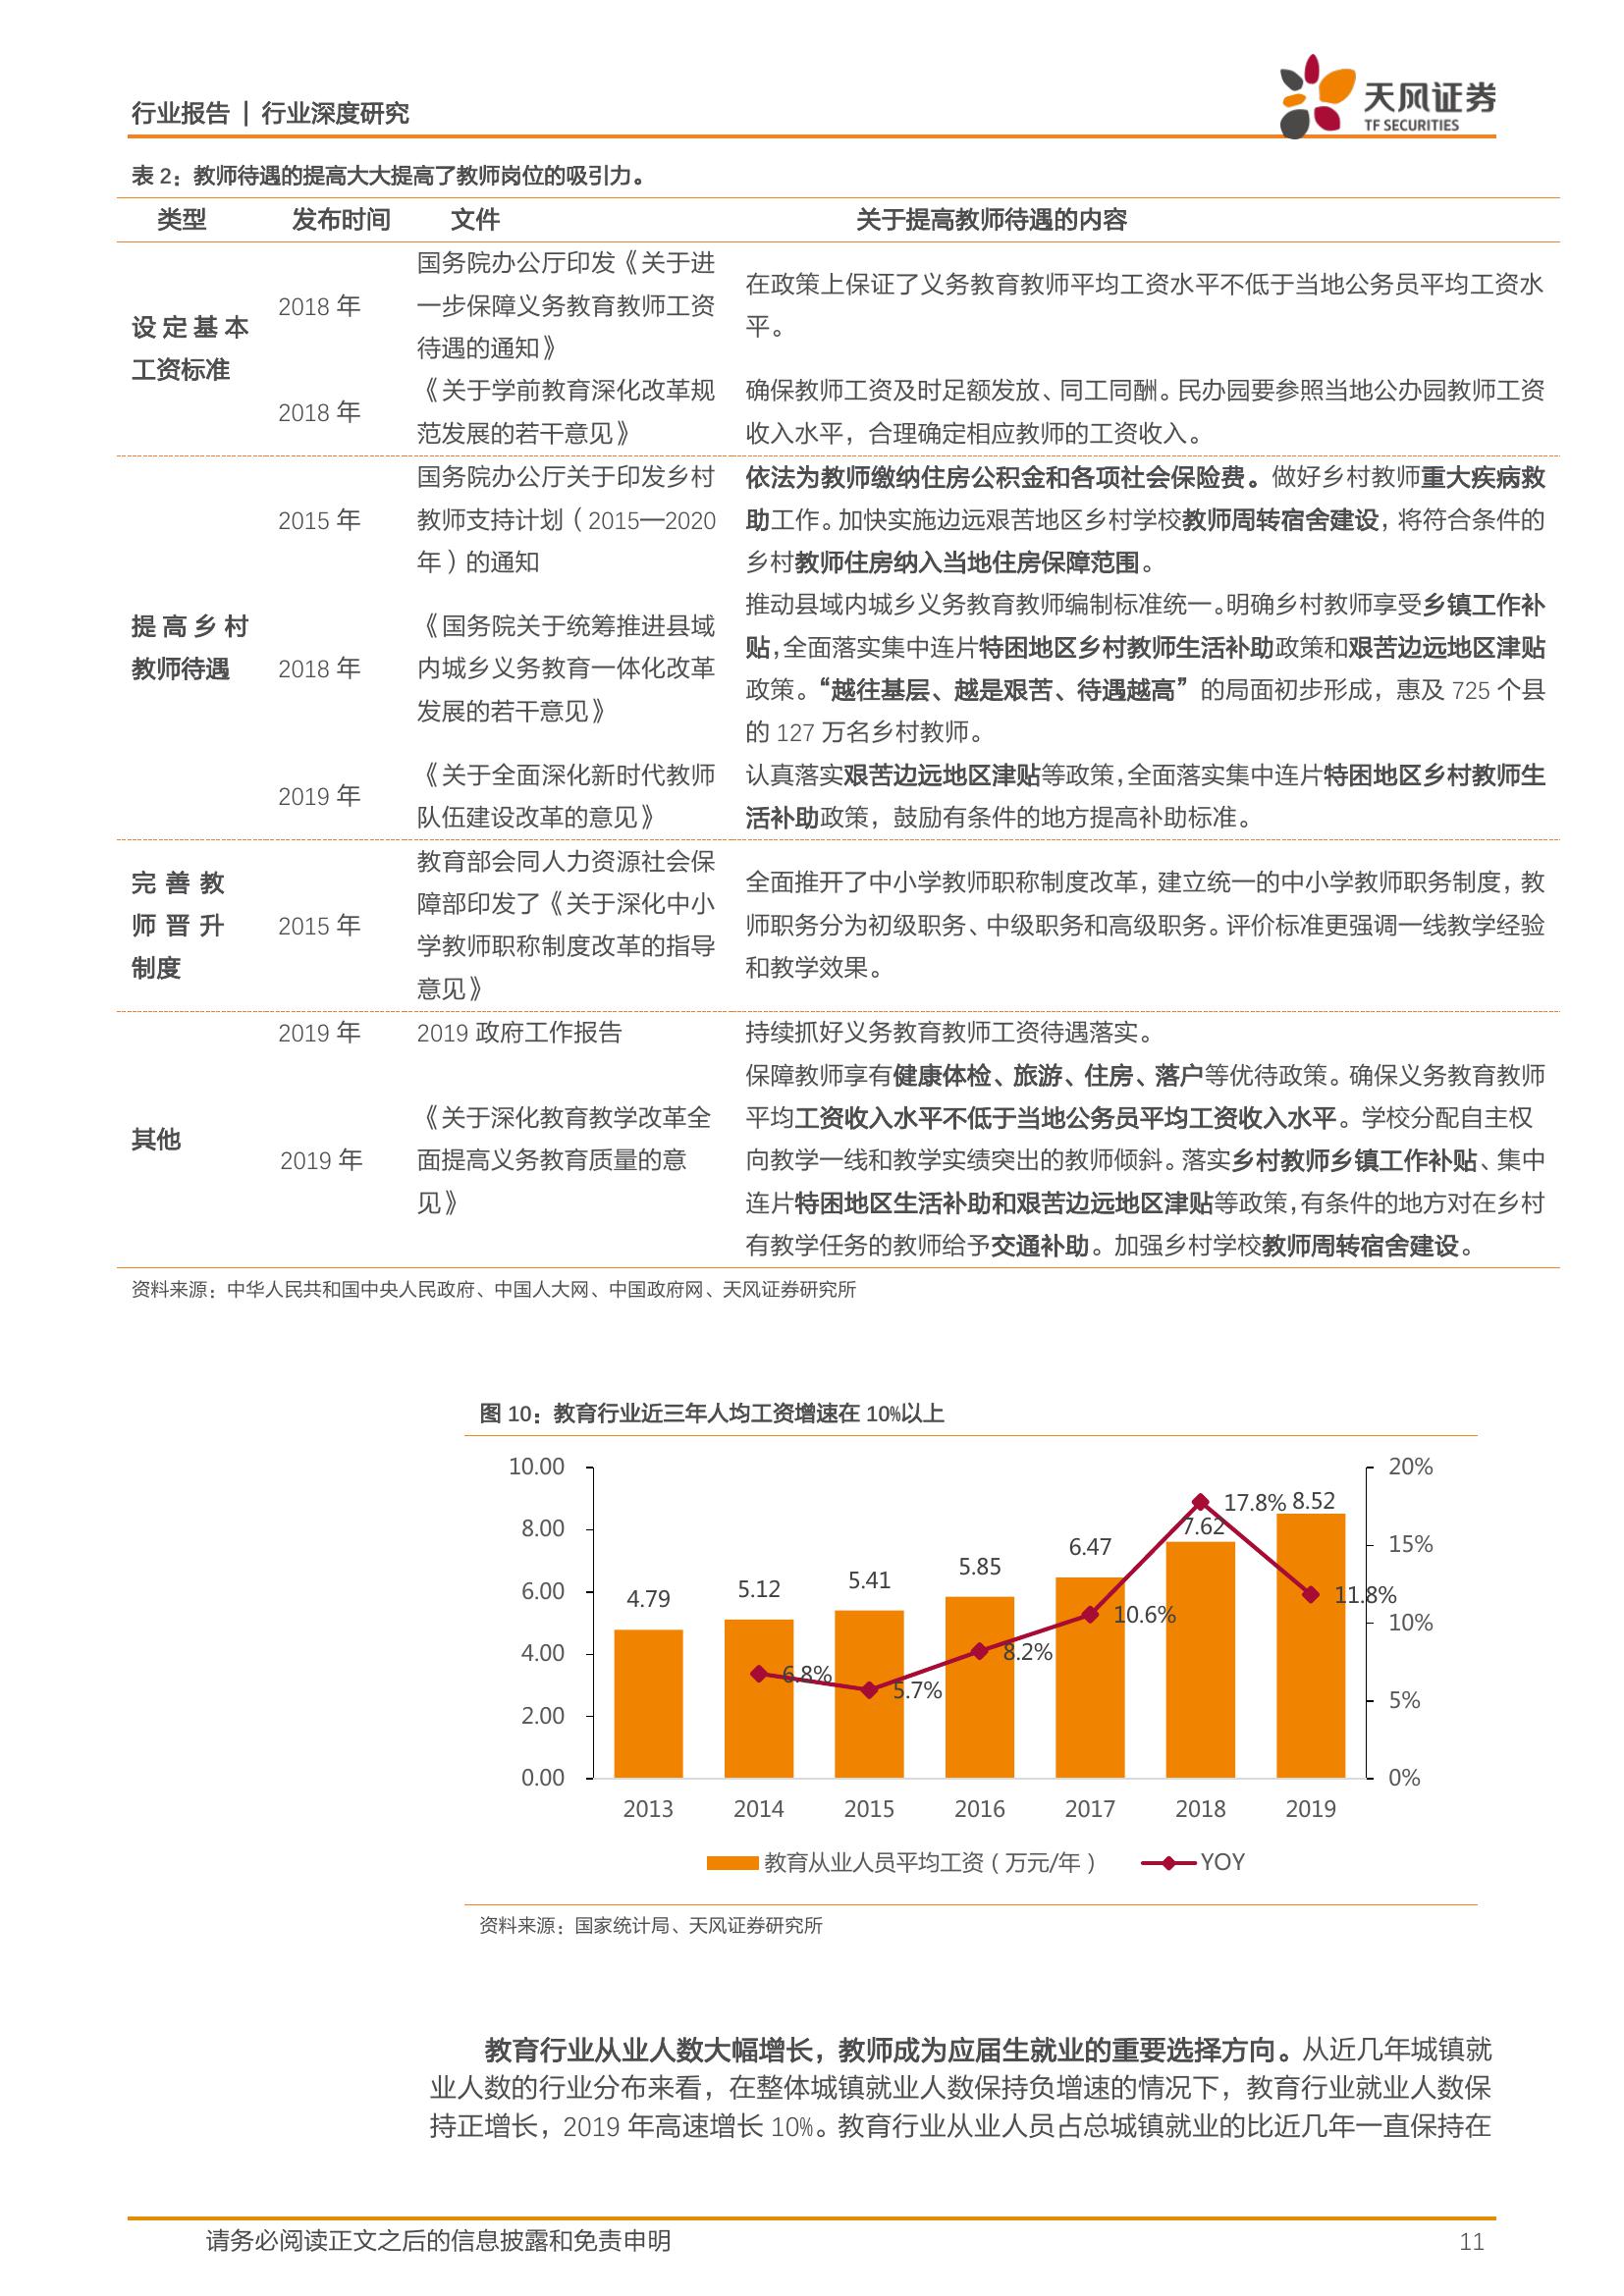 行业报告 | 行业深度研究
天风证券
TF SECURITIES
表 2：教师待遇的提高大大提高了教师岗位的吸引力。
类型 发布时间 文件 关于提高教师待遇的内容
设定基本
工资标准
2018 年
国务院办公厅印发《关于进
一步保障义务教育教师工资
待遇的通知》
在政策上保证了义务教育教师平均工资水平不低于当地公务员平均工资水
平。
2018 年
《关于学前教育深化改革规
范发展的若干意见》
确保教师工资及时足额发放、同工同酬。民办园要参照当地公办园教师工资
收入水平，合理确定相应教师的工资收入。
提高乡村
教师待遇
2015 年
国务院办公厅关于印发乡村
教师支持计划（2015—2020
年）的通知
依法为教师缴纳住房公积金和各项社会保险费。做好乡村教师重大疾病救
助工作。加快实施边远艰苦地区乡村学校教师周转宿舍建设，将符合条件的
乡村教师住房纳入当地住房保障范围。
2018 年
《国务院关于统筹推进县域
内城乡义务教育一体化改革
发展的若干意见》
推动县域内城乡义务教育教师编制标准统一。明确乡村教师享受乡镇工作补
贴，全面落实集中连片特困地区乡村教师生活补助政策和艰苦边远地区津贴
政策。“越往基层、越是艰苦、待遇越高”的局面初步形成，惠及 725 个县
的 127 万名乡村教师。
2019 年
《关于全面深化新时代教师
队伍建设改革的意见》
认真落实艰苦边远地区津贴等政策，全面落实集中连片特困地区乡村教师生
活补助政策，鼓励有条件的地方提高补助标准。
完善教
师晋升
制度
2015 年
教育部会同人力资源社会保
障部印发了《关于深化中小
学教师职称制度改革的指导
意见》
全面推开了中小学教师职称制度改革，建立统一的中小学教师职务制度，教
师职务分为初级职务、中级职务和高级职务。评价标准更强调一线教学经验
和教学效果。
其他
2019 年
2019 政府工作报告
持续抓好义务教育教师工资待遇落实。
2019 年
《关于深化教育教学改革全
面提高义务教育质量的意
见》
保障教师享有健康体检、旅游、住房、落户等优待政策。确保义务教育教师
平均工资收入水平不低于当地公务员平均工资收入水平。学校分配自主权
向教学一线和教学实绩突出的教师倾斜。落实乡村教师乡镇工作补贴、集中
连片特困地区生活补助和艰苦边远地区津贴等政策，有条件的地方对在乡村
有教学任务的教师给予交通补助。加强乡村学校教师周转宿舍建设。
资料来源：中华人民共和国中央人民政府、中国人大网、中国政府网、天风证券研究所
图 10：教育行业近三年人均工资增速在 10%以上
10.00
8.00
6.00
4.00
2.00
0.00
20%
15%
10%
5%
0%
4.79
5.12
5.41
5.85
6.47
7.62
8.52
6.8%
5.7%
8.2%
10.6%
17.8%
11.8%
2013 2014 2015 2016 2017 2018 2019
教育从业人员平均工资（万元/年） YOY
资料来源：国家统计局、天风证券研究所
教育行业从业人数大幅增长，教师成为应届生就业的重要选择方向。从近几年城镇就
业人数的行业分布来看，在整体城镇就业人数保持负增速的情况下，教育行业就业人数保
持正增长，2019 年高速增长 10%。教育行业从业人员占总城镇就业的比近几年一直保持在
请务必阅读正文之后的信息披露和免责申明 11